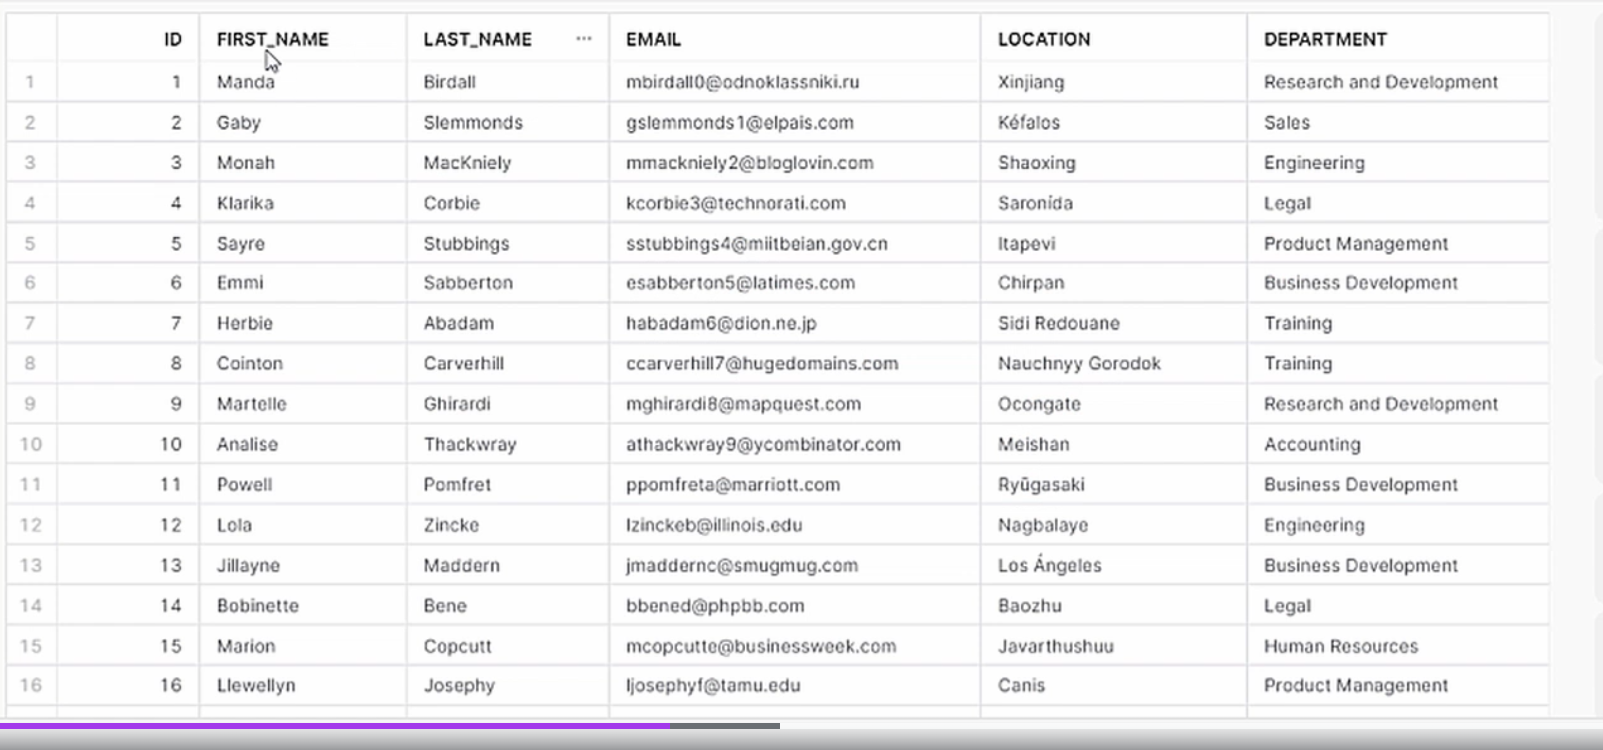 ID FIRST_NAME LAST_NAME ... EMAIL LOCATION DEPARTMENT
1 1 Manda Birdall mbirdall0@odnoklassniki.ru Xinjiang Research and Development
2 2 Gaby Slemmonds gslemmonds1@elpais.com Kéfalos Sales
3 3 Monah MacKniely mmackniely2@bloglovin.com Shaoxing Engineering
4 4 Klarika Corbie kcorbie3@technorati.com Saronída Legal
5 5 Sayre Stubbings sstubbings4@miitbeian.gov.cn Itapevi Product Management
6 6 Emmi Sabberton esabberton5@latimes.com Chirpan Business Development
7 7 Herbie Abadam habadam6@dion.ne.jp Sidi Redouane Training
8 8 Cointon Carverhill ccarverhill7@hugedomains.com Nauchnyy Gorodok Training
9 9 Martelle Ghirardi mghirardi8@mapquest.com Ocongate Research and Development
10 10 Analise Thackwray athackwray9@ycombinator.com Meishan Accounting
11 11 Powell Pomfret ppomfreta@marriott.com Ryūgasaki Business Development
12 12 Lola Zincke lzinckeb@illinois.edu Nagbalaye Engineering
13 13 Jillayne Maddern jmaddernc@smugmug.com Los Ángeles Business Development
14 14 Bobinette Bene bbened@phpbb.com Baozhu Legal
15 15 Marion Copcutt mcopcutte@businessweek.com Javarthushuu Human Resources
16 16 Llewellyn Josephy ljosephyf@tamu.edu Canis Product Management